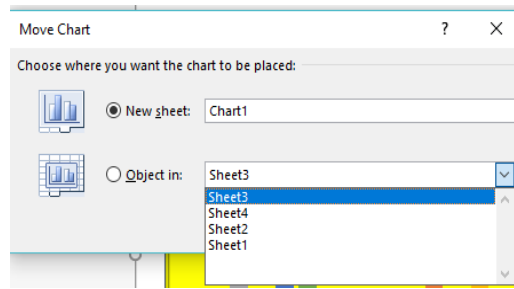 Move Chart ?
Choose where you want the chart to be placed:
New sheet: Chart1
Object in: Sheet3
Sheet3
Sheet4
Sheet2
Sheet1